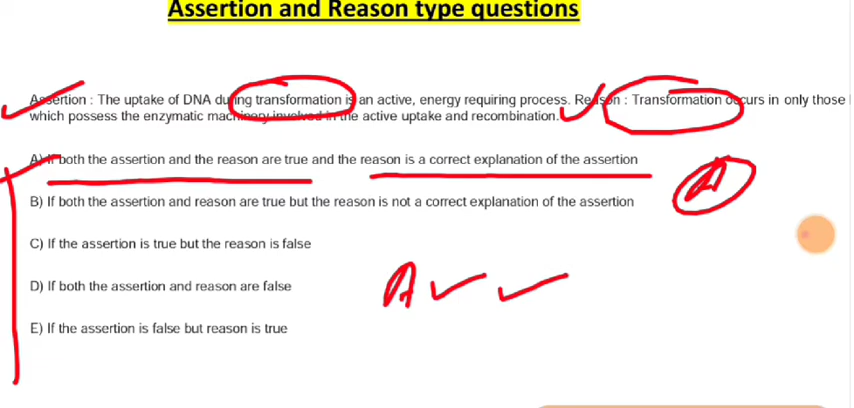 Assertion and Reason type questions
Assertion : The uptake of DNA during transformation is an active, energy requiring process. Reason : Transformation occurs in only those
which possess the enzymatic machinery involved in the active uptake and recombination.
A) If both the assertion and the reason are true and the reason is a correct explanation of the assertion
A
B) If both the assertion and reason are true but the reason is not a correct explanation of the assertion
C) If the assertion is true but the reason is false
D) If both the assertion and reason are false
A
E) If the assertion is false but reason is true